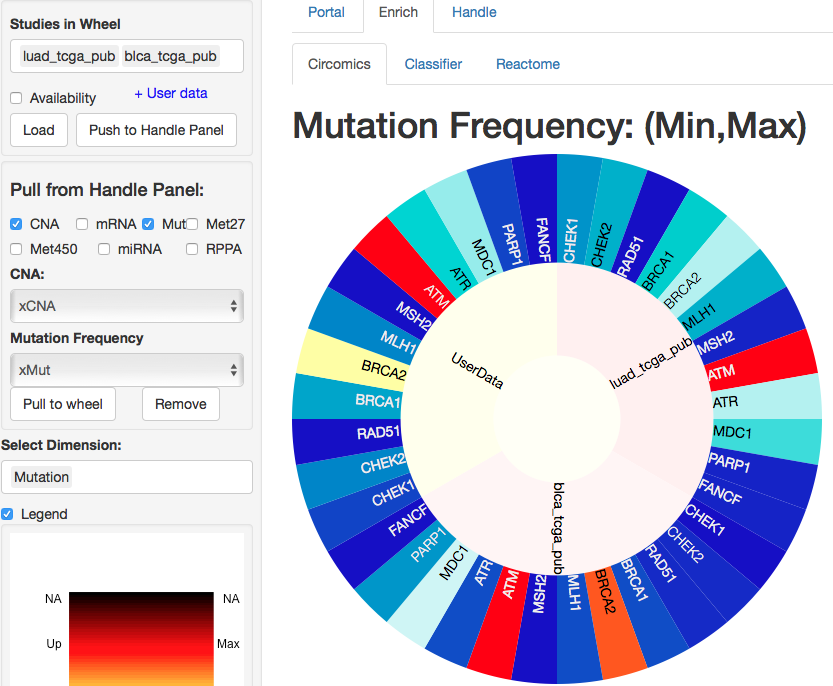 Studies in Wheel
luad_tcga_pub blca_tcga_pub
Availability + User data
Load Push to Handle Panel
Pull from Handle Panel:
CNA mRNA Mut Met27
Met450 miRNA RPPA
CNA:
xCNA
Mutation Frequency
xMut
Pull to wheel Remove
Select Dimension:
Mutation
Legend
NA NA
Up Max
Portal Enrich Handle
Circomics Classifier Reactome
Mutation Frequency: (Min,Max)
CHEK1
CHEK2
RAD51
BRCA1
BRCA2
MLH1
MSH2
ATM
ATR
MDC1
PARP1
FANCF
luad_tcga_pub
CHEK1
CHEK2
RAD51
BRCA1
BRCA2
MLH1
MSH2
ATM
ATR
MDC1
PARP1
FANCF
blca_tcga_pub
CHEK1
CHEK2
RAD51
BRCA1
BRCA2
MLH1
MSH2
ATM
ATR
MDC1
PARP1
FANCF
UserData